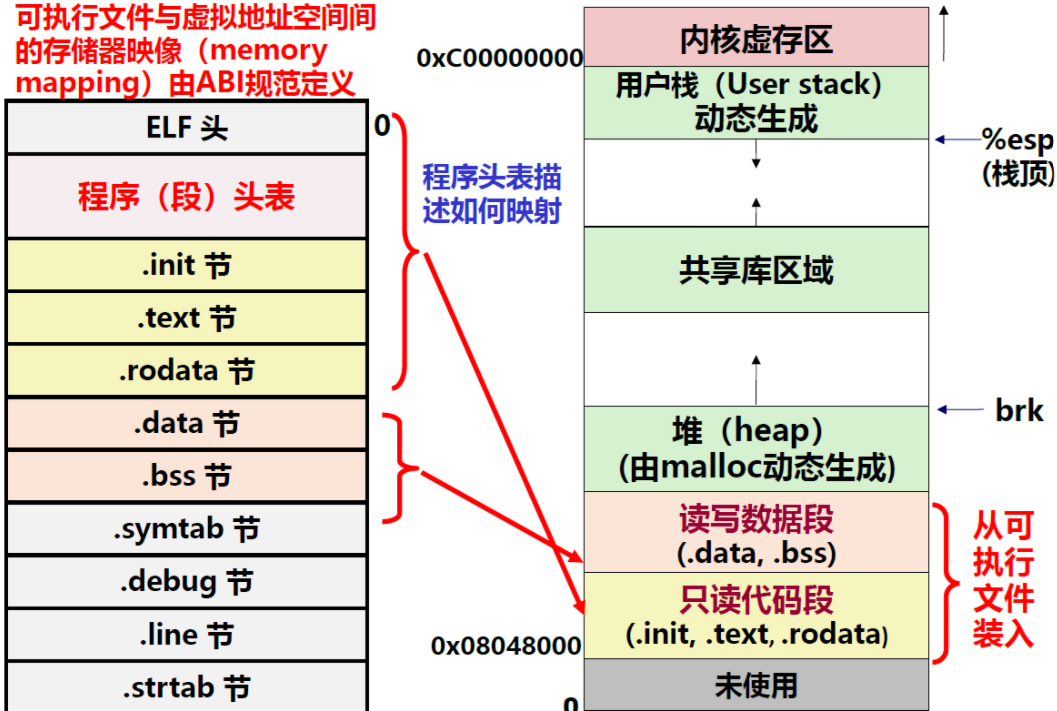 可执行文件与虚拟地址空间间
的存储器映像（memory
mapping）由ABI规范定义
ELF 头
0
程序（段）头表
.init 节
.text 节
.rodata 节
.data 节
.bss 节
.symtab 节
.debug 节
.line 节
.strtab 节
程序头表描
述如何映射
0xC00000000
内核虚存区
用户栈（User stack）
动态生成
%esp
(栈顶)
共享库区域
brk
堆（heap）
(由malloc动态生成)
读写数据段
(.data, .bss)
只读代码段
(.init, .text, .rodata)
0x08048000
未使用
0
从可
执行
文件
装入